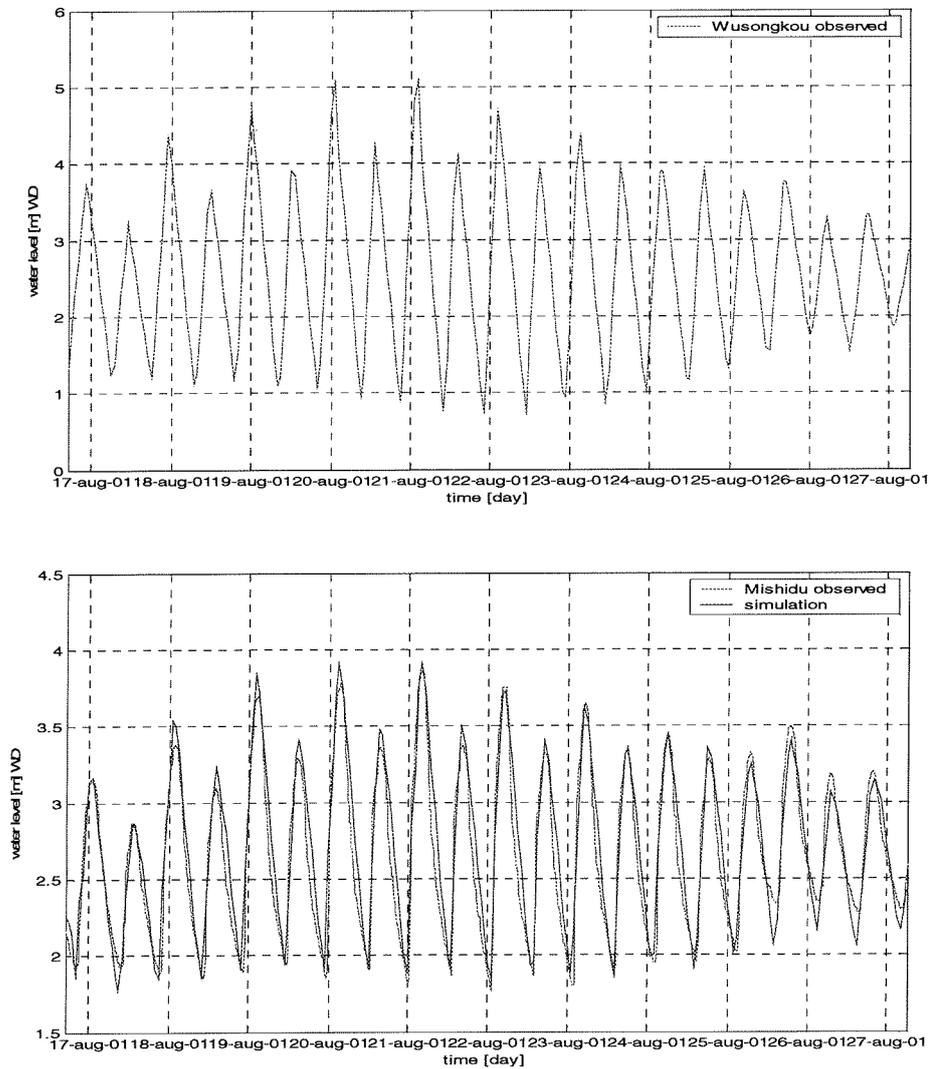 6
Wusongkou observed
5
4
3
2
1
0
water level [m] WD
17-aug-0118-aug-0119-aug-0120-aug-0121-aug-0122-aug-0123-aug-0124-aug-0125-aug-0126-aug-0127-aug-01
time [day]
4.5
Mishidu observed
simulation
4
3.5
3
2.5
2
1.5
water level [m] WD
17-aug-0118-aug-0119-aug-0120-aug-0121-aug-0122-aug-0123-aug-0124-aug-0125-aug-0126-aug-0127-aug-01
time [day]